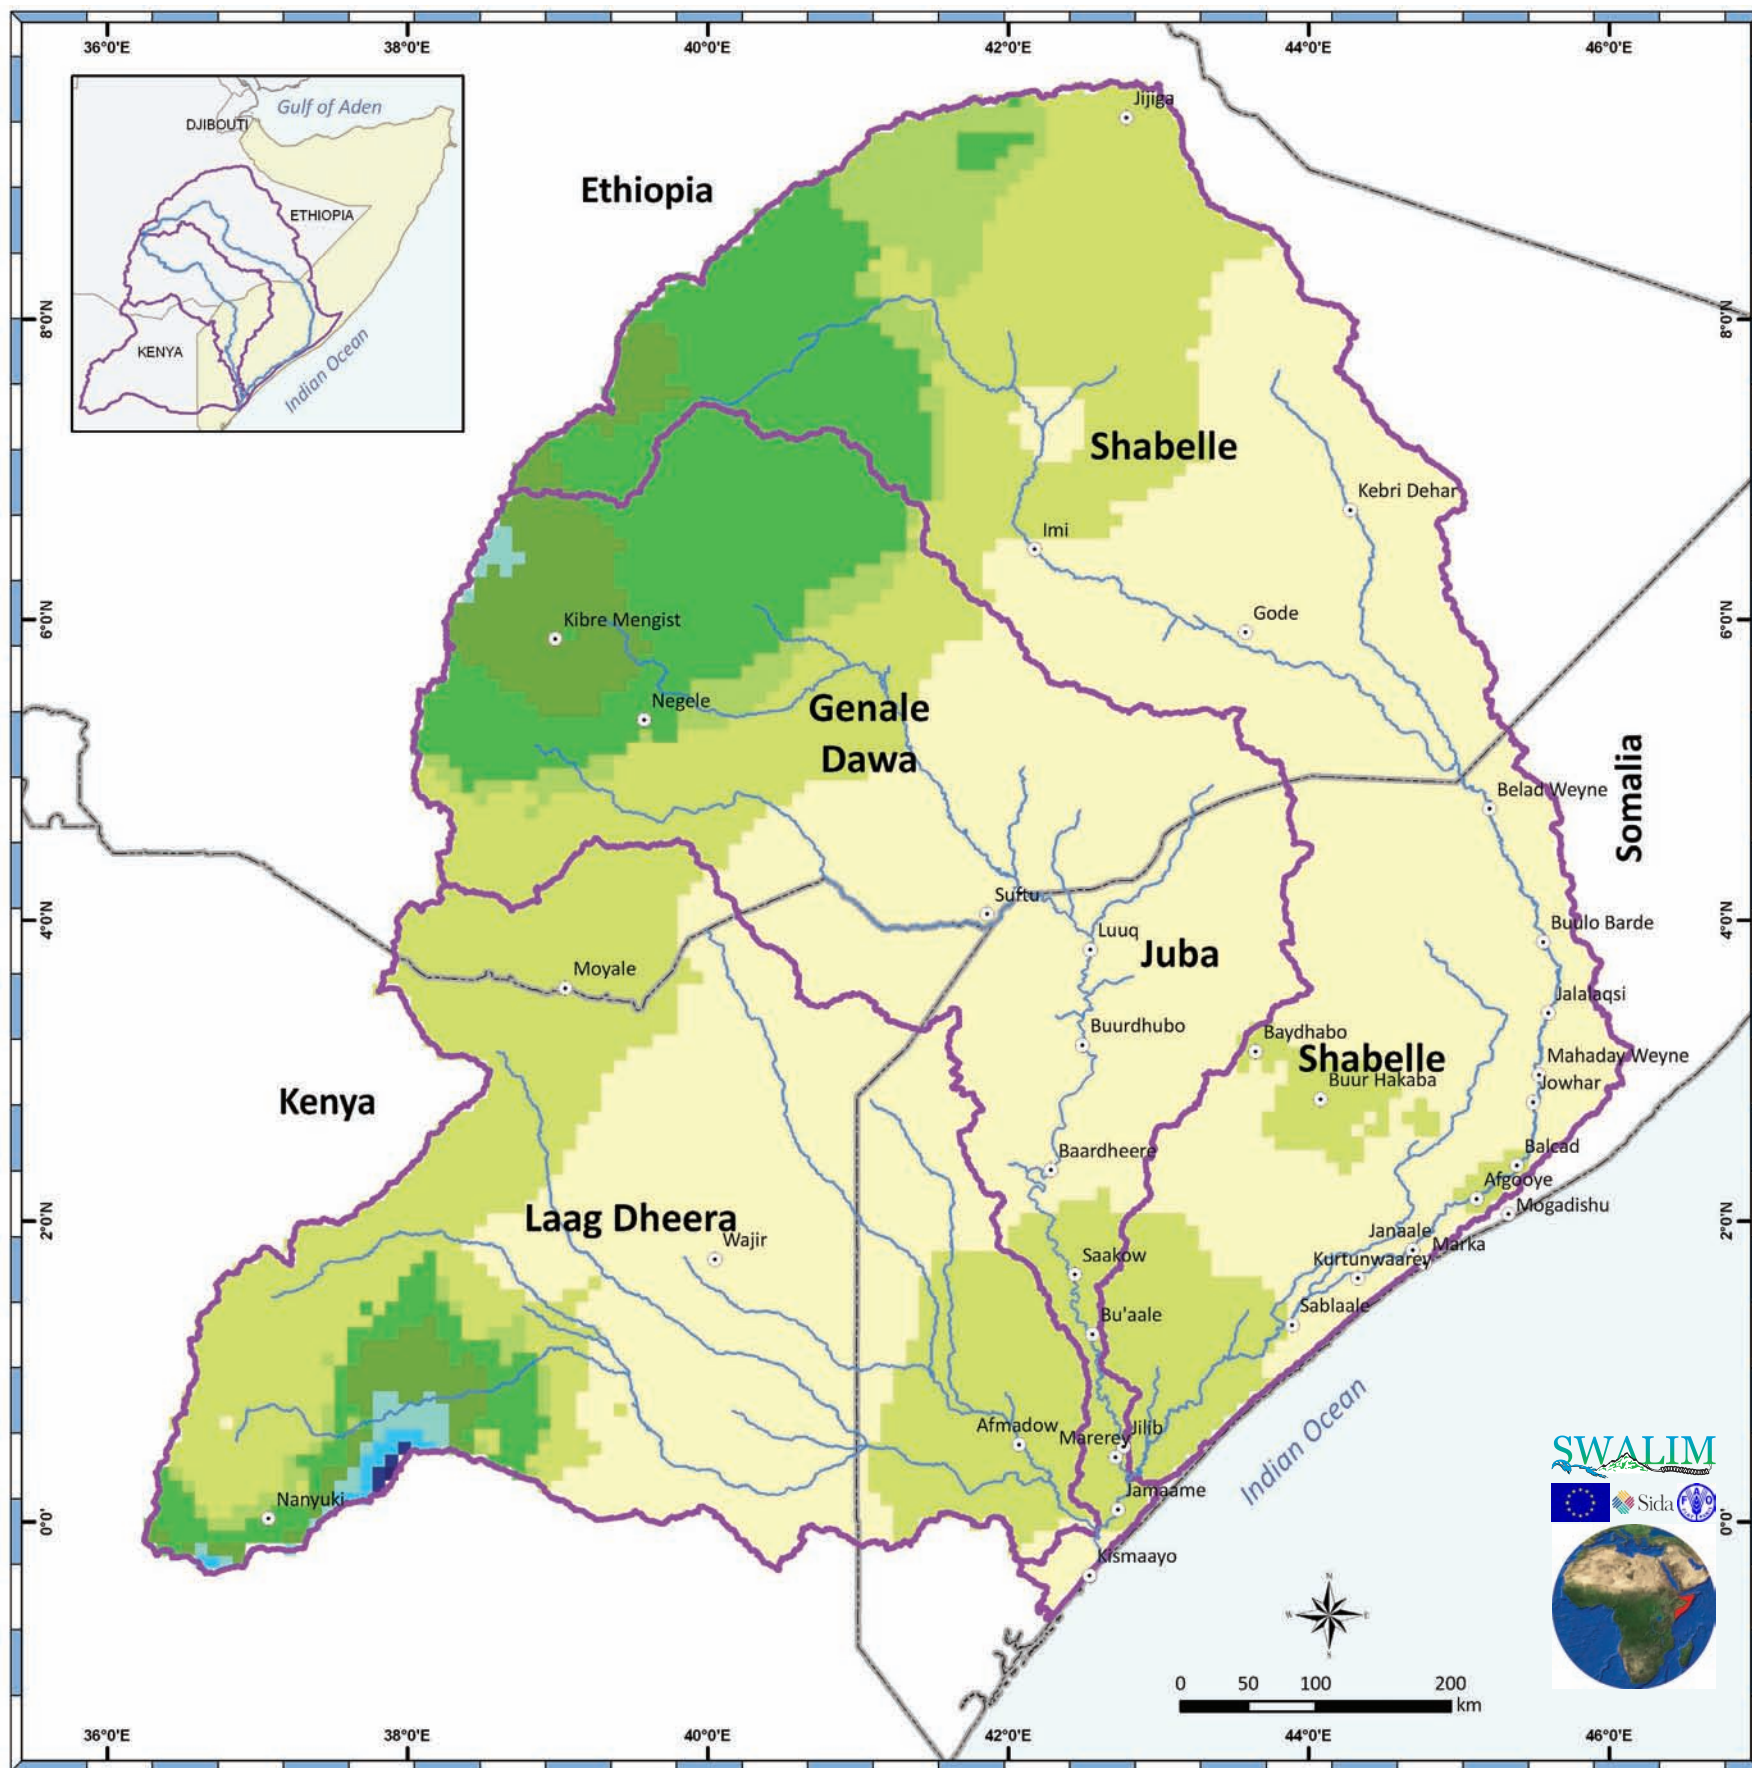 36°0'E 38°0'E 40°0'E 42°0'E 44°0'E 46°0'E
Gulf of Aden
DJIBOUTI
ETHIOPIA
KENYA
Indian Ocean
Jijiga
Ethiopia
8°0'N
8°0'N
Shabelle
Kebri Dehar
Imi
6°0'N
Kibre Mengist
Gode
6°0'N
Negele
Genale
Dawa
Somalia
Belad Weyne
4°0'N
Suftu
Luuq
Buulo Barde
4°0'N
Juba
Moyale
Jalalaqsi
Buurdhubo
Baydhabo
Shabelle
Mahaday Weyne
Buur Hakaba
Jowhar
Kenya
Baardheere
Balcad
Afgooye
2°0'N
Laag Dheera
Mogadishu
2°0'N
Wajir
Janaale
Marka
Saakow
Kurtunwaarey
Bu'aale
Sablaale
Afmadow
Marerey
Jilib
Indian Ocean
SWALIM
Nanyuki
Jamaame
Sida
FAO
0°0'
0°0'
Kismaayo
N
W
E
S
0 50 100 200
km
36°0'E 38°0'E 40°0'E 42°0'E 44°0'E 46°0'E